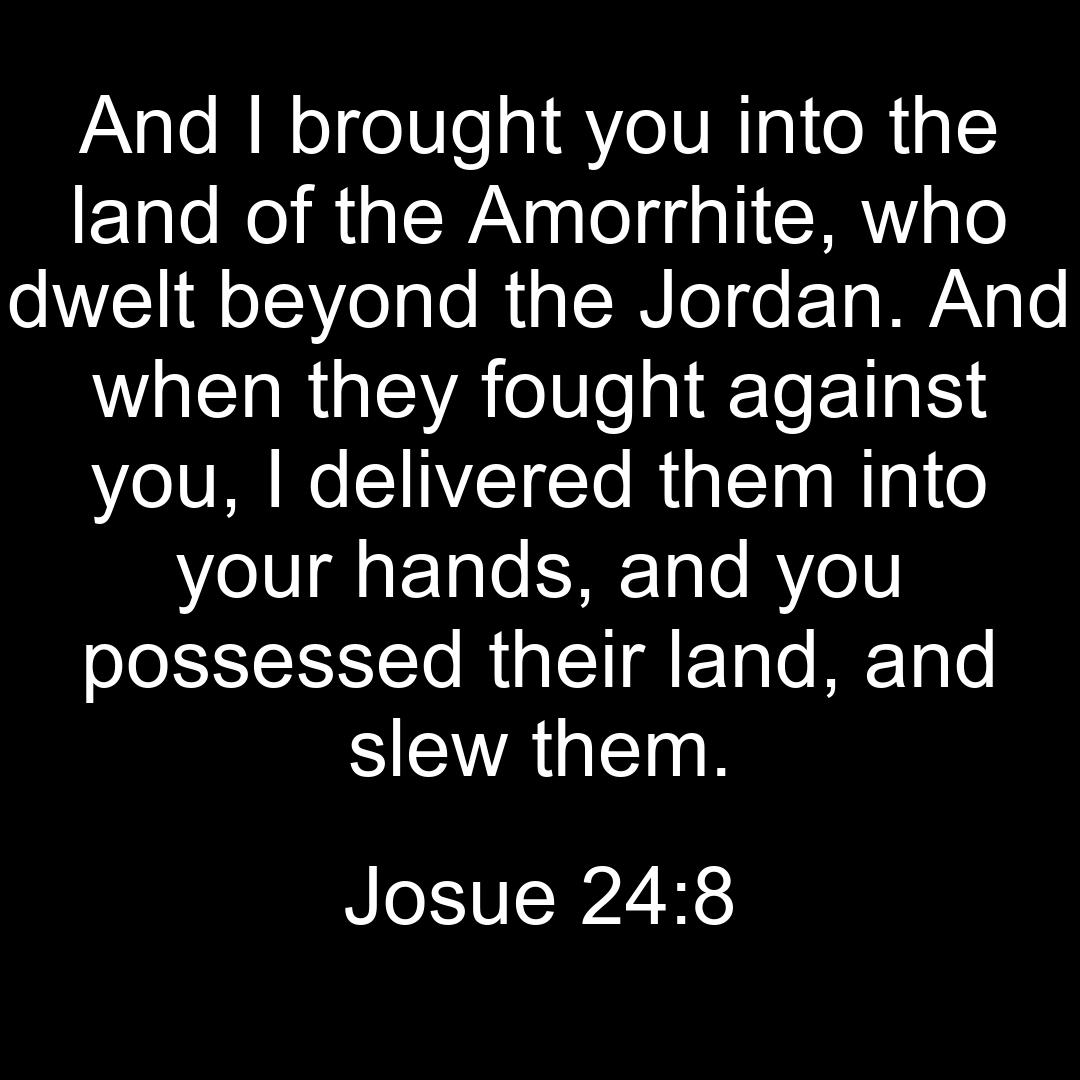 And I brought you into the
land of the Amorrhite, who
dwelt beyond the Jordan. And
when they fought against
you, I delivered them into
your hands, and you
possessed their land, and
slew them.
Josue 24:8